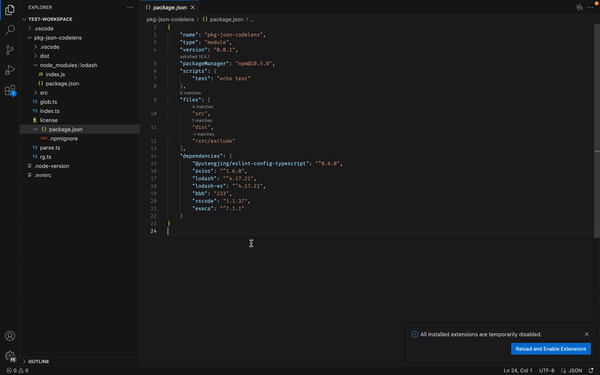 EXPLORER
TEST-WORKSPACE
.vscode
pkg-json-codelens
.vscode
dist
node_modules / lodash
index.js
package.json
src
glob.ts
index.ts
license
package.json
.npmignore
parse.ts
rg.ts
.node-version
.nvmrc
OUTLINE
package.json
pkg-json-codelens > package.json > ...
1 {
2 "name": "pkg-json-codelens",
3 "type": "module",
4 "version": "0.0.1",
satisfied 10.5.1
5 "packageManager": "npm@10.5.0",
6 "scripts": {
7 "test": "echo test"
8 },
5 matches
9 "files": [
4 matches
10 "src",
1 matches
11 "dist",
-1 matches
12 "!src/exclude"
13 ],
14 "dependencies": {
15 "@yutengjing/eslint-config-typescript": "^0.6.0",
16 "axios": "^1.6.8",
17 "lodash": "^4.17.21",
18 "lodash-es": "^4.17.21",
19 "bbb": "233",
20 "vscode": "1.1.37",
21 "execa": "^7.1.1"
22 }
23 }
24
All installed extensions are temporarily disabled.
Reload and Enable Extensions
0 0
Ln 24, Col 1
UTF-8
JSON